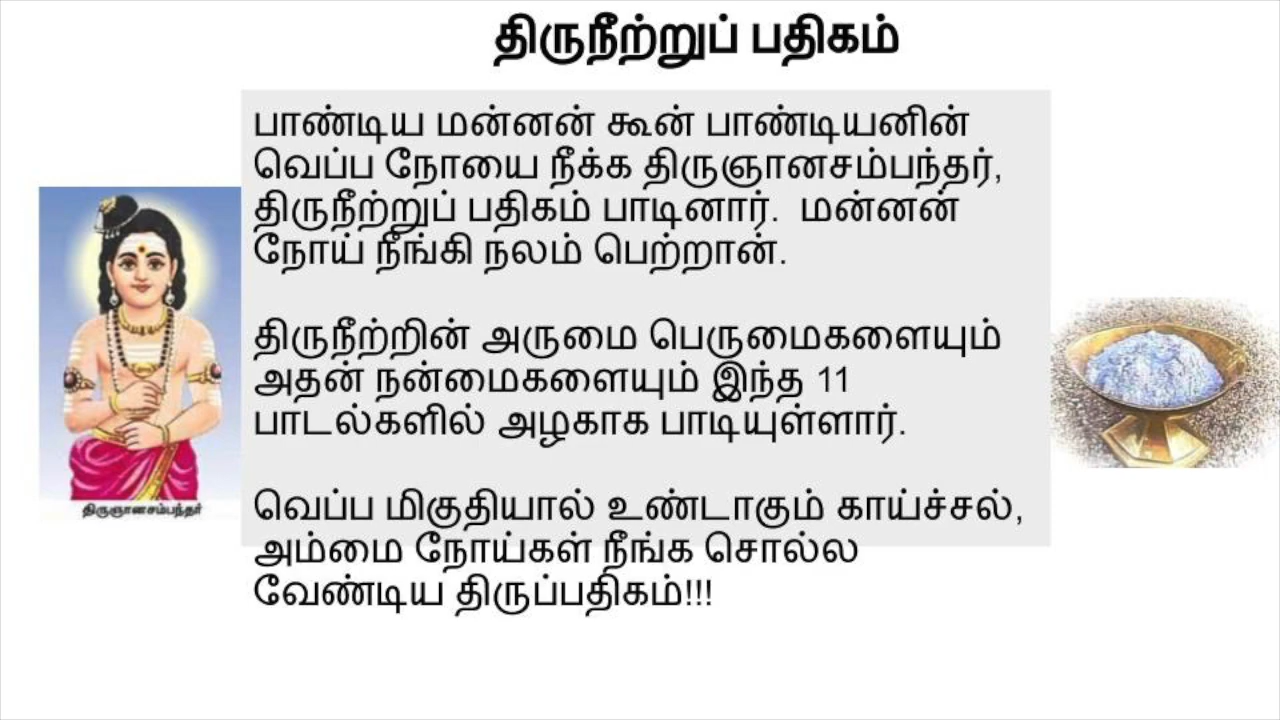 திருநீற்றுப் பதிகம்
பாண்டிய மன்னன் கூன் பாண்டியனின்
வெப்ப நோயை நீக்க திருஞானசம்பந்தர்,
திருநீற்றுப் பதிகம் பாடினார். மன்னன்
நோய் நீங்கி நலம் பெற்றான்.
திருநீற்றின் அருமை பெருமைகளையும்
அதன் நன்மைகளையும் இந்த 11
பாடல்களில் அழகாக பாடியுள்ளார்.
வெப்ப மிகுதியால் உண்டாகும் காய்ச்சல்,
அம்மை நோய்கள் நீங்க சொல்ல
வேண்டிய திருப்பதிகம்!!!
திருஞானசம்பந்தர்